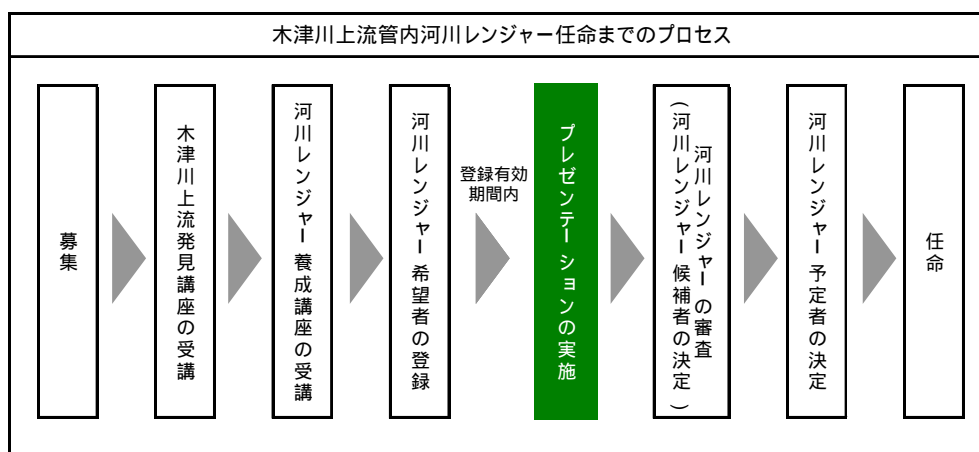 木津川上流管内河川レンジャー任命までのプロセス
募集
木津川上流発見講座の受講
河川レンジャー養成講座の受講
河川レンジャー希望者の登録
登録有効
期間内
プレゼンテーションの実施
河川レンジャーの審査
(河川レンジャー候補者の決定)
河川レンジャー予定者の決定
任命